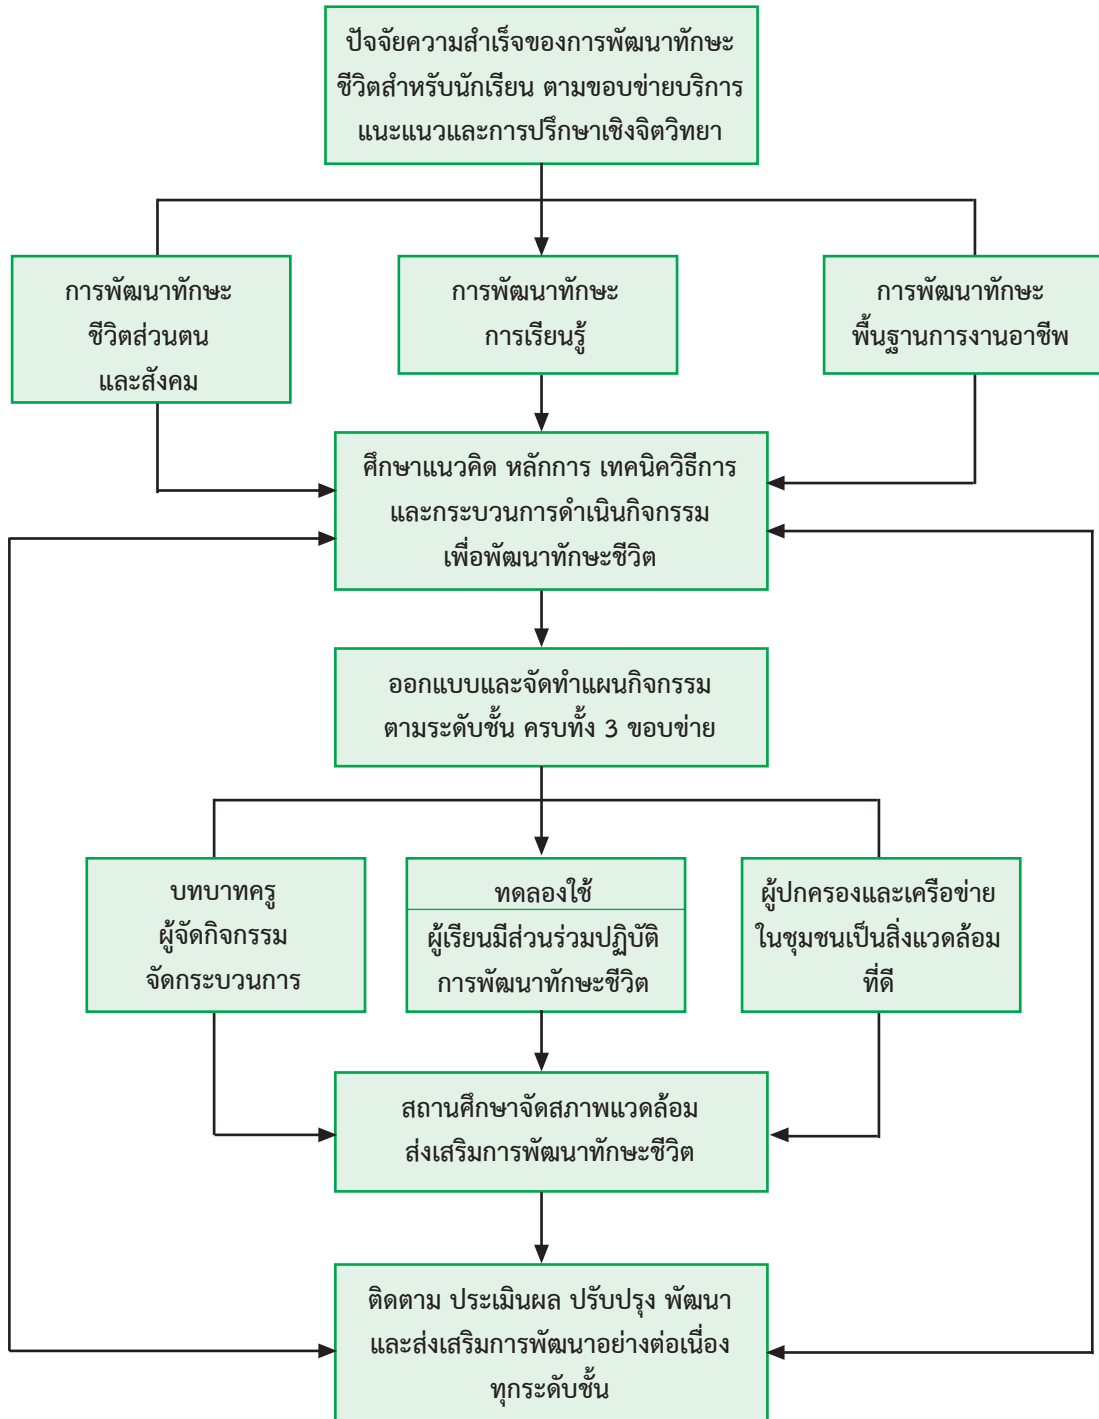 ปัจจัยความสำเร็จของการพัฒนาทักษะ
ชีวิตสำหรับนักเรียน ตามขอบข่ายบริการ
แนะแนวและการปรึกษาเชิงจิตวิทยา
การพัฒนาทักษะ
ชีวิตส่วนตน
และสังคม
การพัฒนาทักษะ
การเรียนรู้
การพัฒนาทักษะ
พื้นฐานการงานอาชีพ
ศึกษาแนวคิด หลักการ เทคนิควิธีการ
และกระบวนการดำเนินกิจกรรม
เพื่อพัฒนาทักษะชีวิต
ออกแบบและจัดทำแผนกิจกรรม
ตามระดับชั้น ครบทั้ง 3 ขอบข่าย
บทบาทครู
ผู้จัดกิจกรรม
จัดกระบวนการ
ทดลองใช้
ผู้เรียนมีส่วนร่วมปฏิบัติ
การพัฒนาทักษะชีวิต
ผู้ปกครองและเครือข่าย
ในชุมชนเป็นสิ่งแวดล้อม
ที่ดี
สถานศึกษาจัดสภาพแวดล้อม
ส่งเสริมการพัฒนาทักษะชีวิต
ติดตาม ประเมินผล ปรับปรุง พัฒนา
และส่งเสริมการพัฒนาอย่างต่อเนื่อง
ทุกระดับชั้น